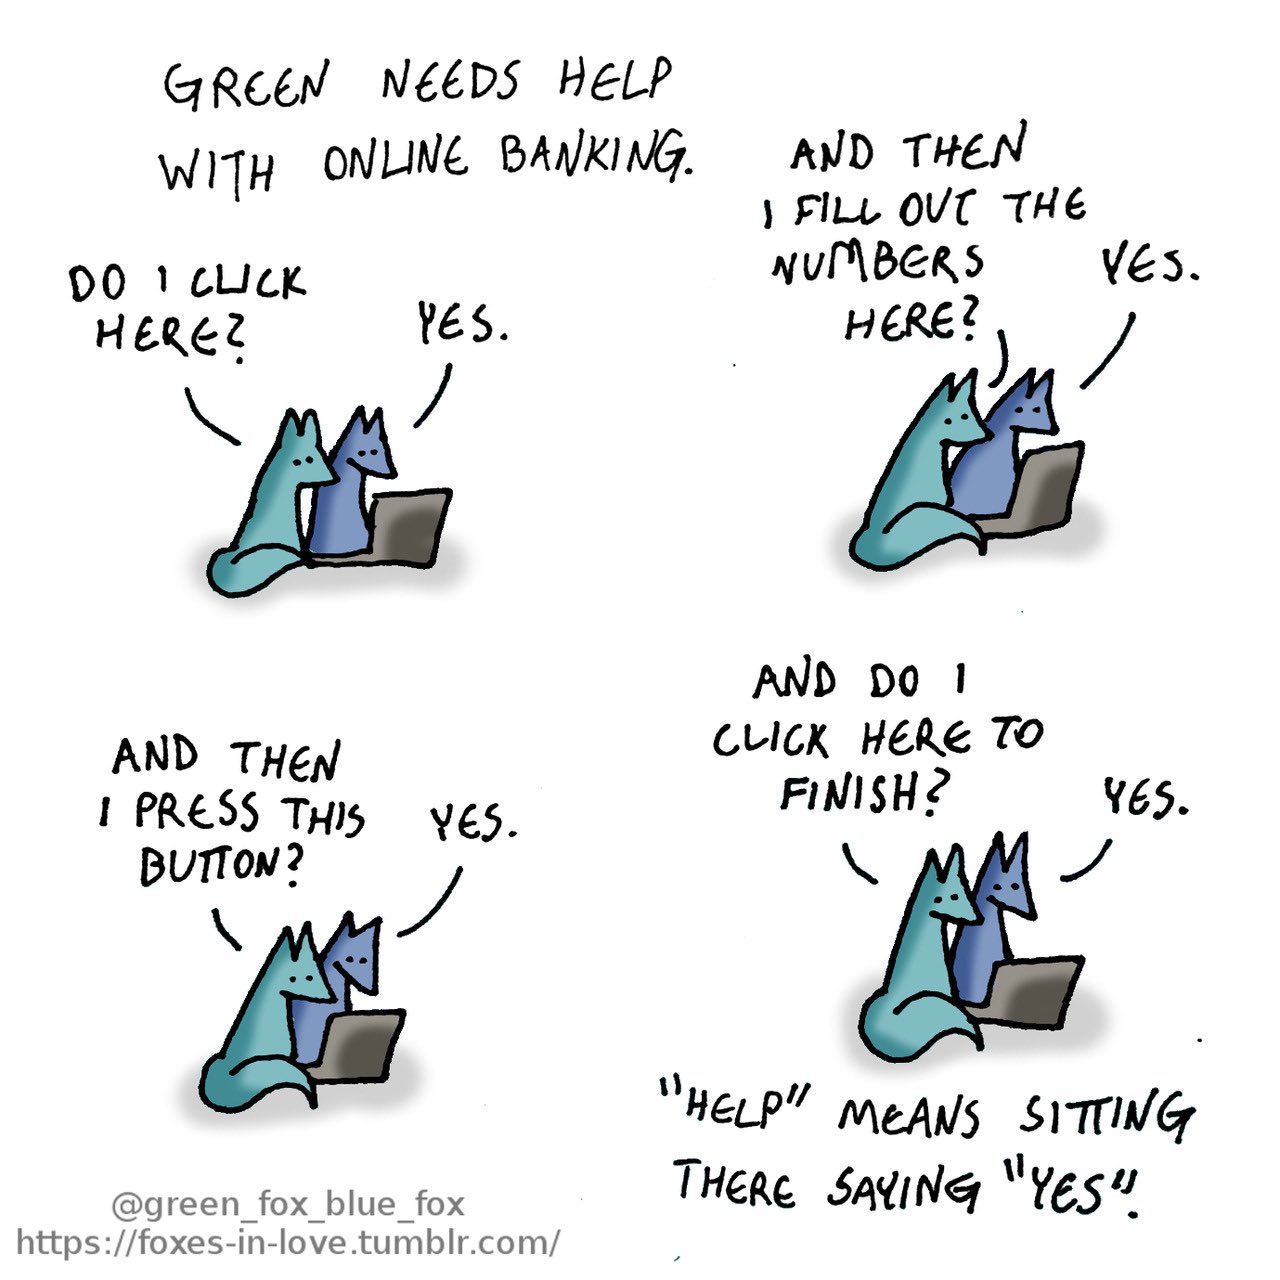 GREEN NEEDS HELP
WITH ONLINE BANKING.
DO I CLICK
HERE?
YES.
AND THEN
I FILL OUT THE
NUMBERS
HERE?
YES.
AND THEN
I PRESS THIS
BUTTON?
YES.
AND DO I
CLICK HERE TO
FINISH?
YES.
"HELP" MEANS SITTING
THERE SAYING "YES".
@green_fox_blue_fox
https://foxes-in-love.tumblr.com/